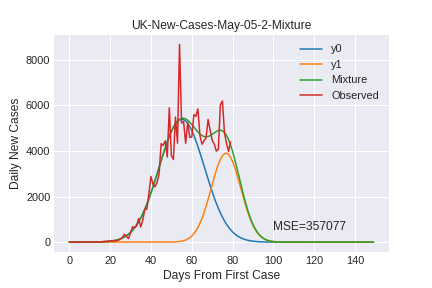 UK-New-Cases-May-05-2-Mixture
Daily New Cases
8000
6000
4000
2000
0
y0
y1
Mixture
Observed
MSE=357077
0 20 40 60 80 100 120 140
Days From First Case